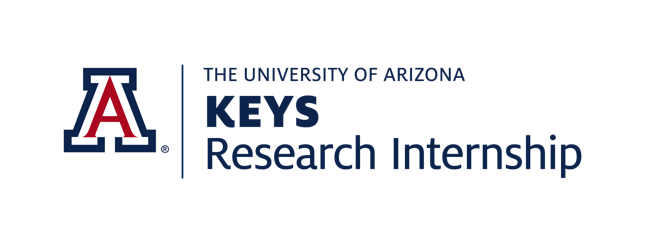 A®
THE UNIVERSITY OF ARIZONA
KEYS
Research Internship